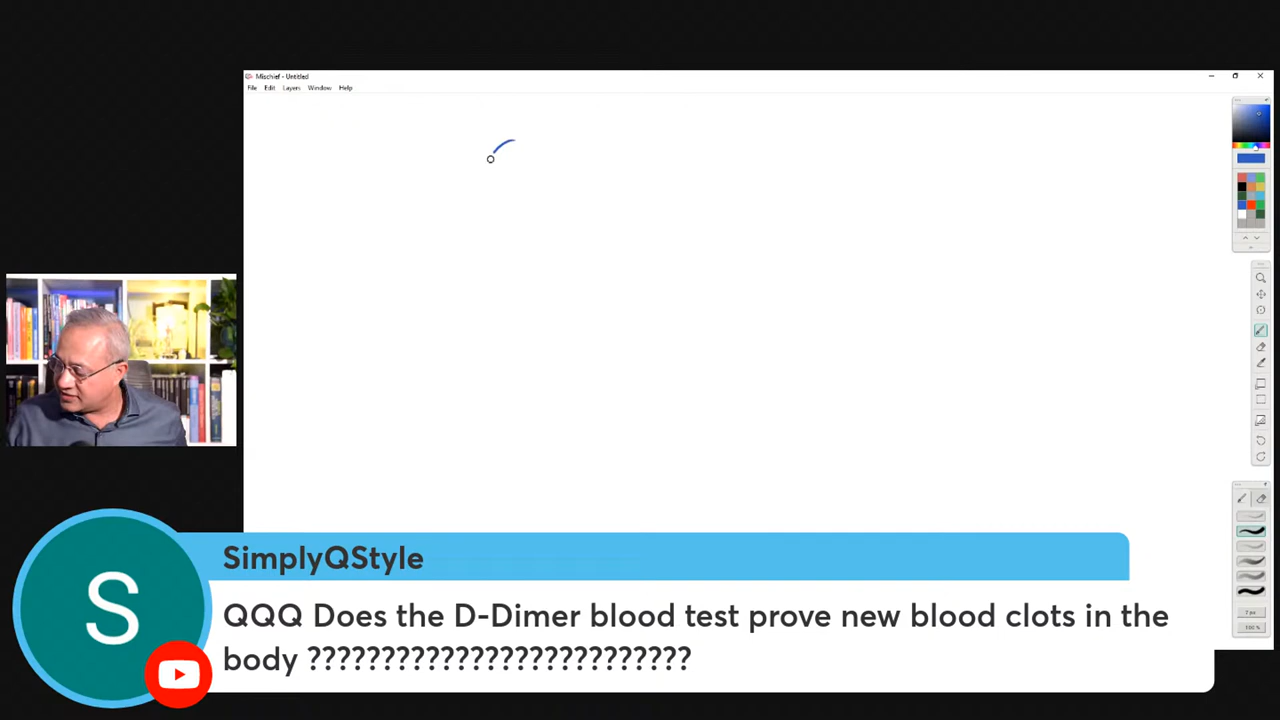 Mischief - Untitled
File Edit Layers Window Help
S
SimplyQStyle
QQQ Does the D-Dimer blood test prove new blood clots in the
body ??????????????????????????